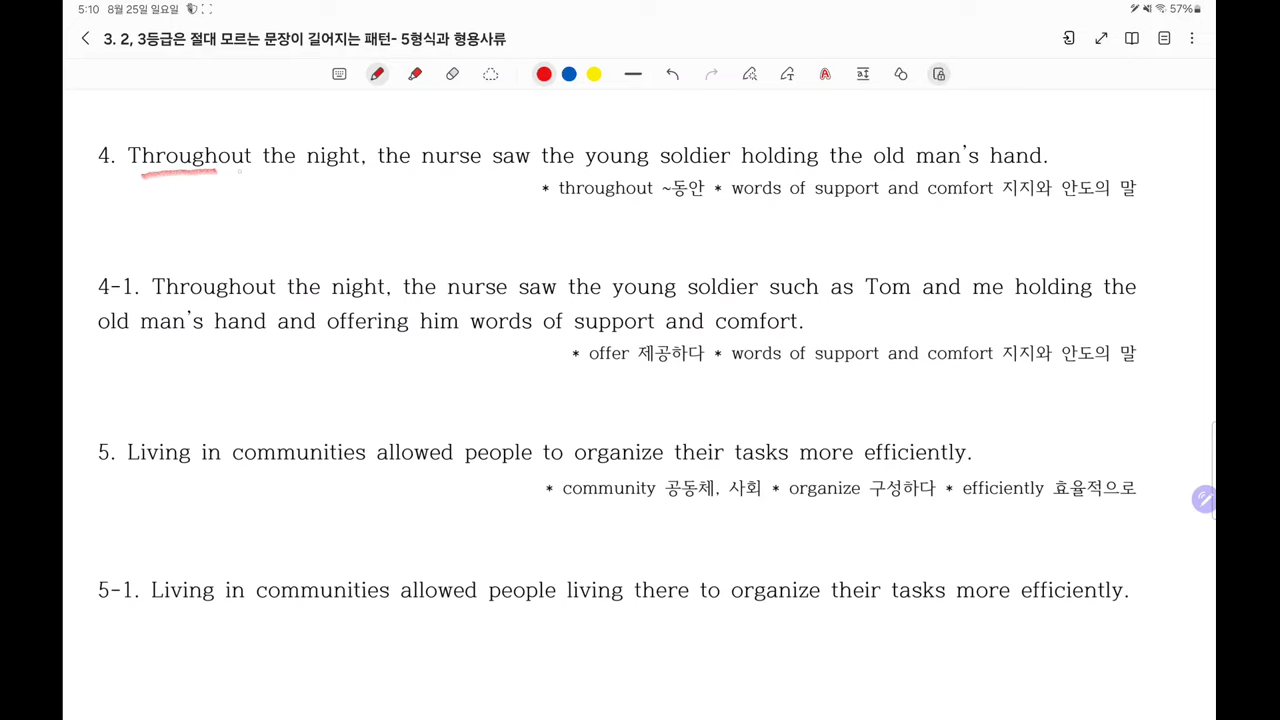 5:10 8월 25일 일요일 57%
3. 2, 3등급은 절대 모르는 문장이 길어지는 패턴- 5형식과 형용사류
4. Throughout the night, the nurse saw the young soldier holding the old man's hand.
* throughout ~동안 * words of support and comfort 지지와 안도의 말
4-1. Throughout the night, the nurse saw the young soldier such as Tom and me holding the
old man's hand and offering him words of support and comfort.
* offer 제공하다 * words of support and comfort 지지와 안도의 말
5. Living in communities allowed people to organize their tasks more efficiently.
* community 공동체, 사회 * organize 구성하다 * efficiently 효율적으로
5-1. Living in communities allowed people living there to organize their tasks more efficiently.